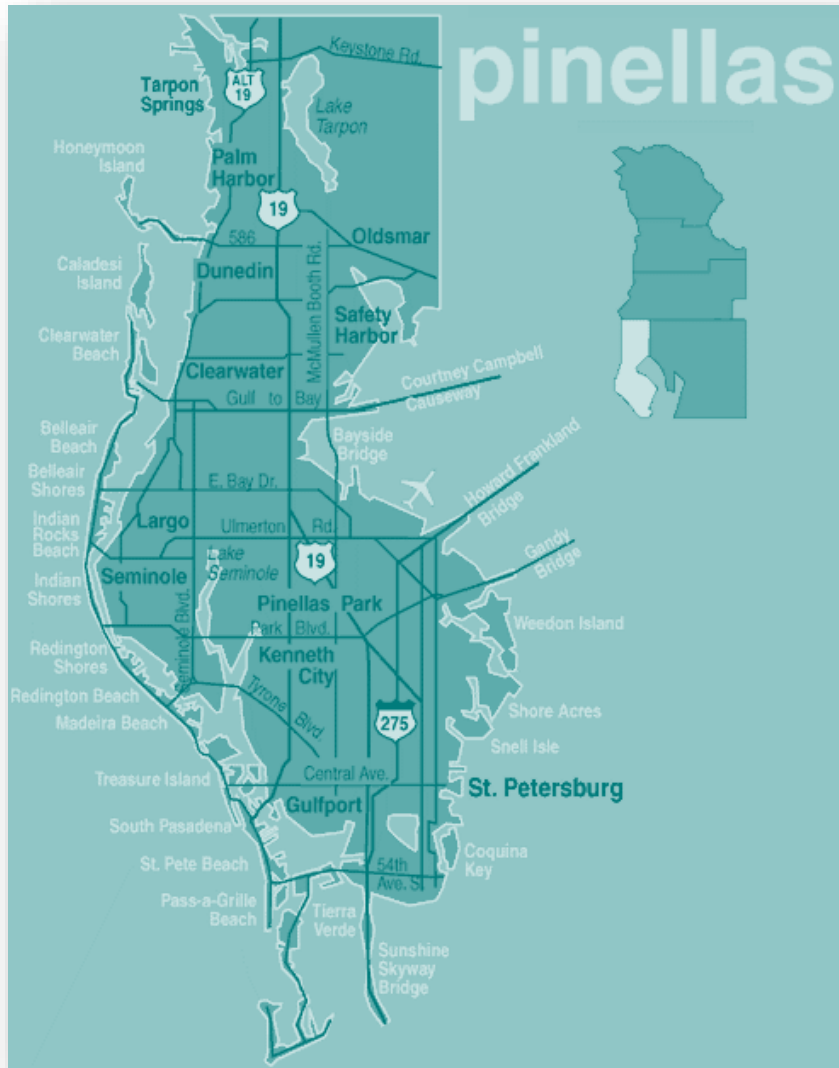 pinellas
Keystone Rd.
Tarpon
Springs
ALT
19
Lake
Tarpon
Honeymoon
Island
Palm
Harbor
19
586
Oldsmar
Caladesi
Island
Dunedin
McMullen Booth Rd.
Safety
Harbor
Clearwater
Beach
Clearwater
Courtney Campbell
Causeway
Gulf to Bay
Belleair
Beach
Bayside
Bridge
Belleair
Shores
E. Bay Dr.
Howard Frankland
Bridge
Indian
Rocks
Beach
Largo
Ulmerton Rd.
Gandy
Bridge
Lake
Seminole
19
Indian
Shores
Seminole
Pinellas Park
Weedon Island
Park Blvd.
Seminole Blvd.
Redington
Shores
Kenneth
City
Redington Beach
Tyrone Blvd.
Madeira Beach
275
Shore Acres
Snell Isle
Treasure Island
Central Ave.
St. Petersburg
Gulfport
South Pasadena
St. Pete Beach
54th
Ave. S.
Coquina
Key
Pass-a-Grille
Beach
Tierra
Verde
Sunshine
Skyway
Bridge